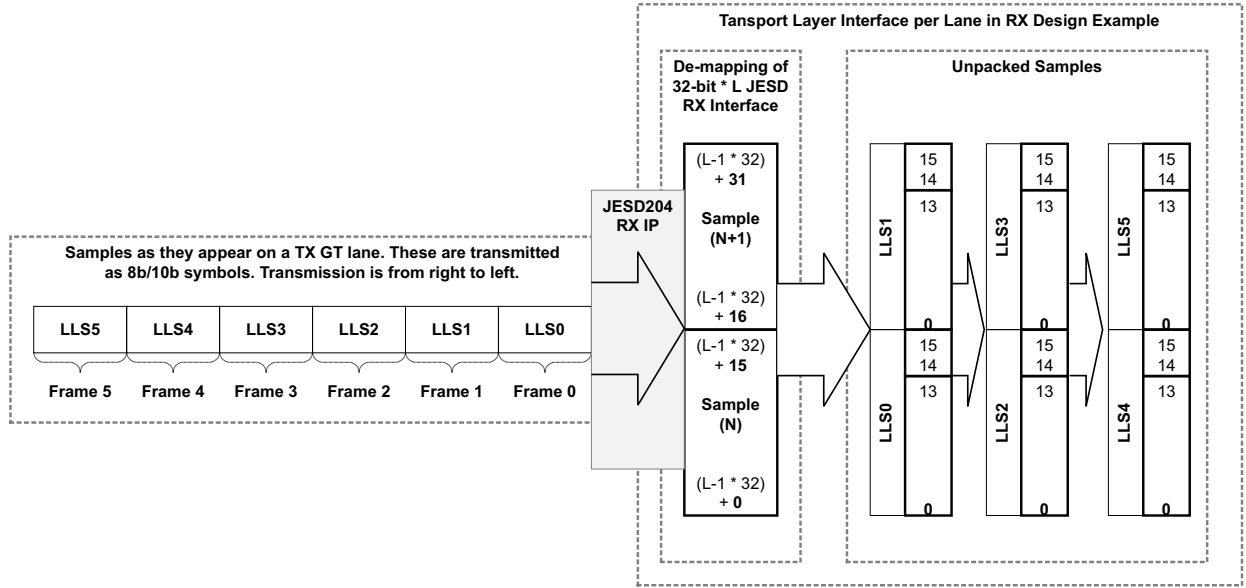 Tansport Layer Interface per Lane in RX Design Example
De-mapping of
32-bit * L JESD
RX Interface
Unpacked Samples
JESD204
RX IP
Samples as they appear on a TX GT lane. These are transmitted
as 8b/10b symbols. Transmission is from right to left.
LLS5 LLS4 LLS3 LLS2 LLS1 LLS0
Frame 5 Frame 4 Frame 3 Frame 2 Frame 1 Frame 0
(L-1 * 32)
+ 31
Sample
(N+1)
(L-1 * 32)
+ 16
(L-1 * 32)
+ 15
Sample
(N)
(L-1 * 32)
+ 0
LLS1
15
14
13
0
LLS0
15
14
13
0
LLS3
15
14
13
0
LLS2
15
14
13
0
LLS5
15
14
13
0
LLS4
15
14
13
0